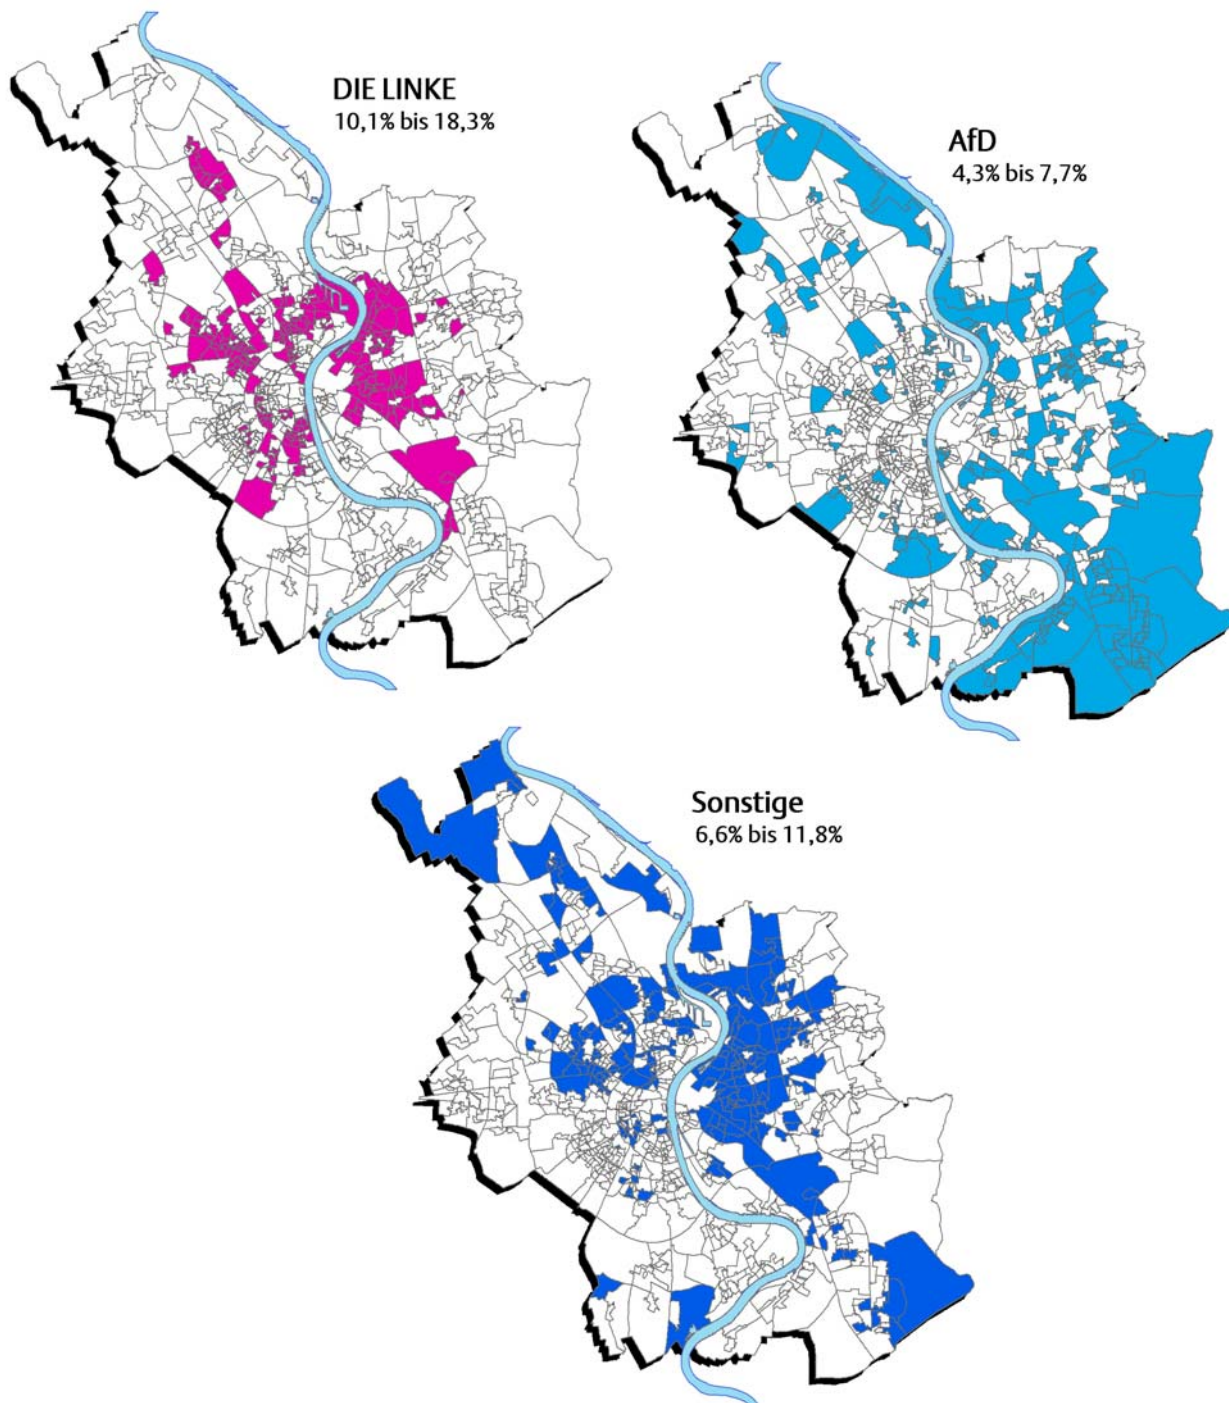 DIE LINKE
10,1% bis 18,3%
AfD
4,3% bis 7,7%
Sonstige
6,6% bis 11,8%